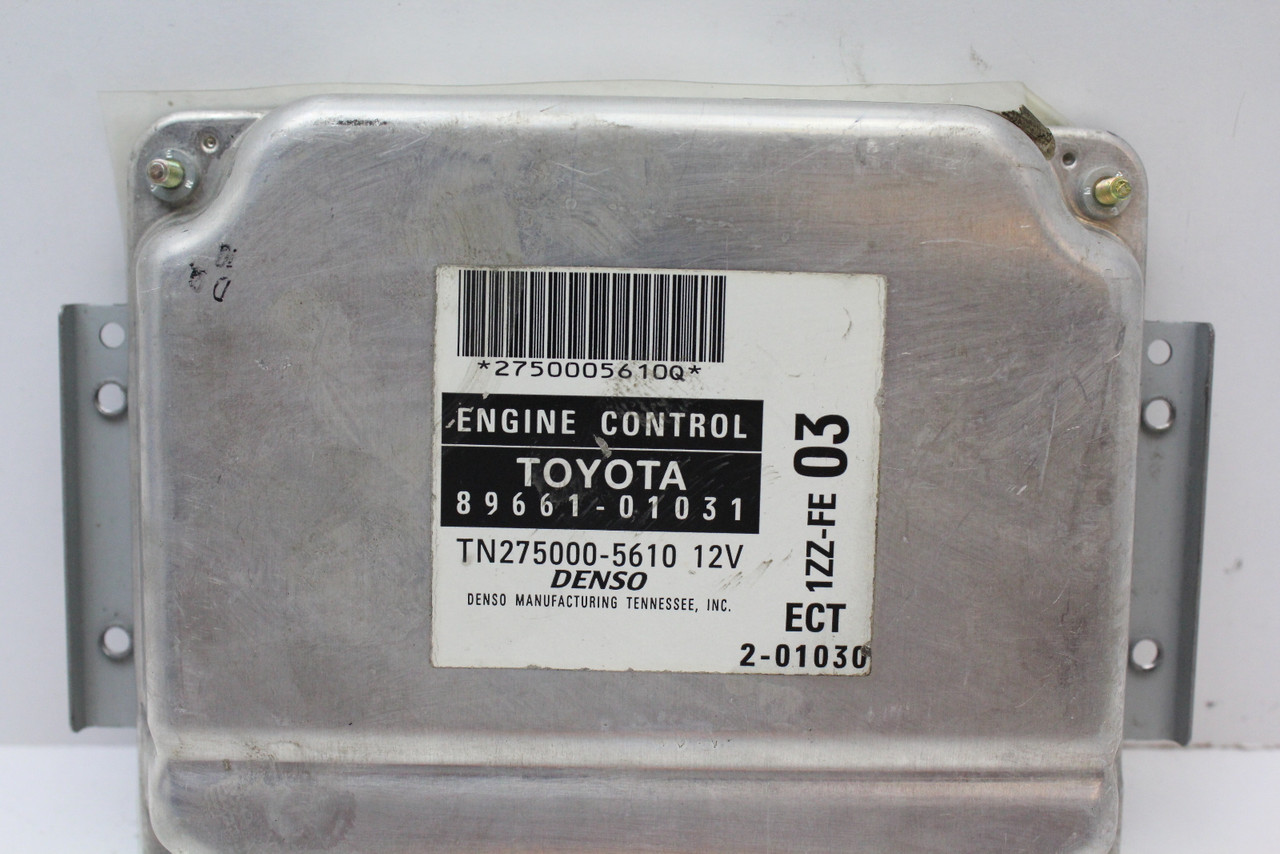 *2750005610Q*
ENGINE CONTROL
TOYOTA
89661-01031
TN275000-5610 12V
DENSO
DENSO MANUFACTURING TENNESSEE, INC.
1ZZ-FE 03
ECT
2-01030